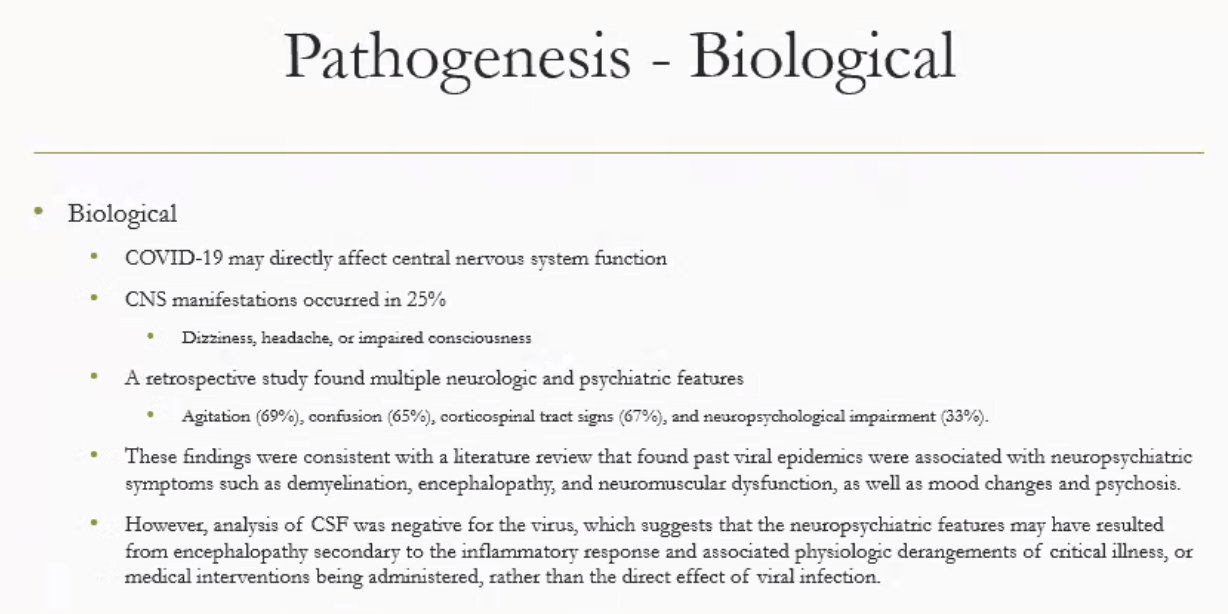 Pathogenesis - Biological
• Biological
• COVID-19 may directly affect central nervous system function
• CNS manifestations occurred in 25%
• Dizziness, headache, or impaired consciousness
• A retrospective study found multiple neurologic and psychiatric features
• Agitation (69%), confusion (65%), corticospinal tract signs (67%), and neuropsychological impairment (33%).
• These findings were consistent with a literature review that found past viral epidemics were associated with neuropsychiatric
symptoms such as demyelination, encephalopathy, and neuromuscular dysfunction, as well as mood changes and psychosis.
• However, analysis of CSF was negative for the virus, which suggests that the neuropsychiatric features may have resulted
from encephalopathy secondary to the inflammatory response and associated physiologic derangements of critical illness, or
medical interventions being administered, rather than the direct effect of viral infection.